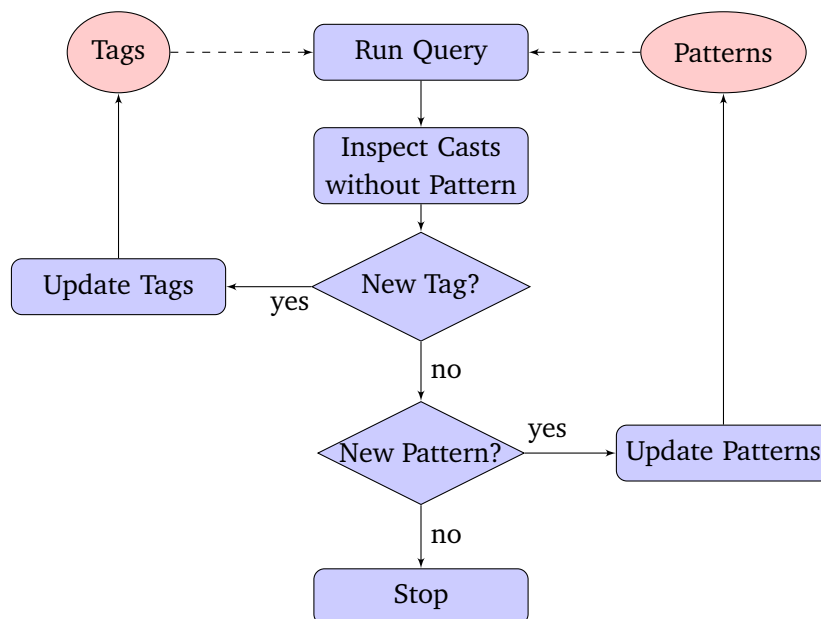 Tags
Run Query
Patterns
Inspect Casts
without Pattern
New Tag?
Update Tags
yes
no
New Pattern?
yes
Update Patterns
no
Stop